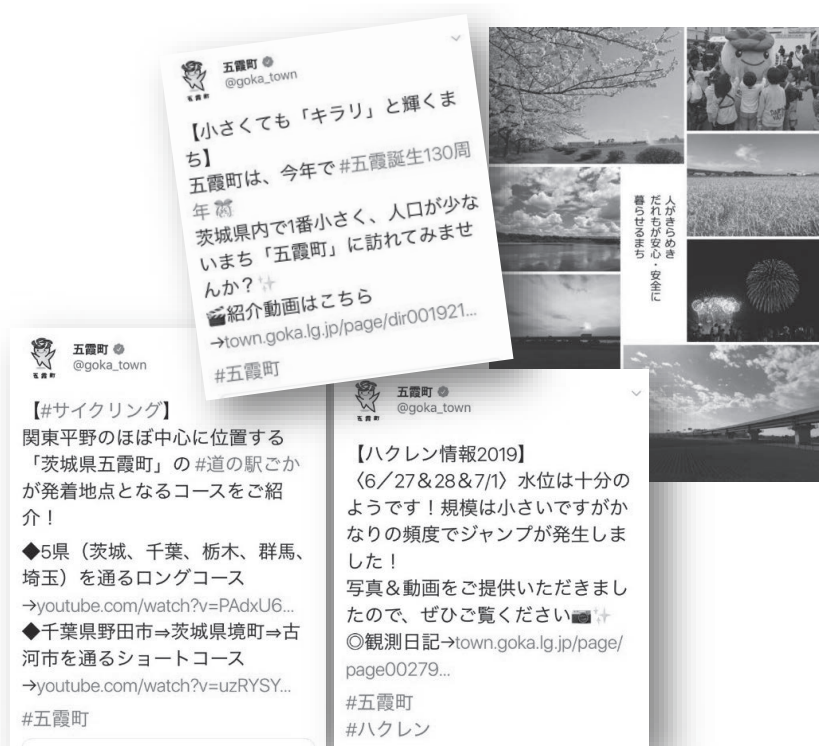 五霞町
@goka_town
五霞町
【小さくても「キラリ」と輝くま
ち】
五霞町は、今年で#五霞誕生130周
年🎊
茨城県内で1番小さく、人口が少な
いまち「五霞町」に訪れてみませ
んか？✨
🎬紹介動画はこちら
→town.goka.lg.jp/page/dir001921...
#五霞町
人がきらめき
だれもが安心・安全に
暮らせるまち
五霞町
@goka_town
五霞町
【#サイクリング】
関東平野のほぼ中心に位置する
「茨城県五霞町」の#道の駅ごか
が発着地点となるコースをご紹
介！
◆5県（茨城、千葉、栃木、群馬、
埼玉）を通るロングコース
→youtube.com/watch?v=PAdxU6...
◆千葉県野田市⇒茨城県境町⇒古
河市を通るショートコース
→youtube.com/watch?v=uzRYSY...
#五霞町
五霞町
@goka_town
五霞町
【ハクレン情報2019】
〈6／27＆28＆7/1〉水位は十分の
ようです！規模は小さいですがか
なりの頻度でジャンプが発生しま
した！
写真＆動画をご提供いただきまし
たので、ぜひご覧ください📷✨
◎観測日記→town.goka.lg.jp/page/
page00279...
#五霞町
#ハクレン